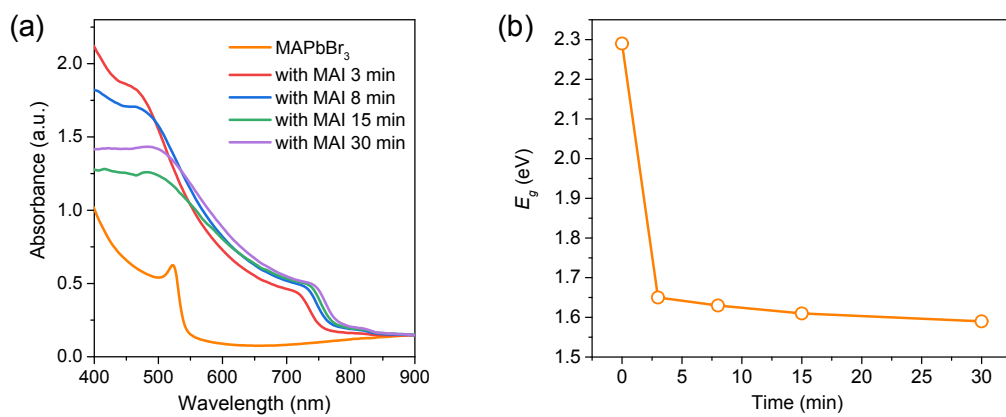 (a)
Absorbance (a.u.)
2.0
1.5
1.0
0.5
0.0
400 500 600 700 800 900
Wavelength (nm)
MAPbBr₃
with MAI 3 min
with MAI 8 min
with MAI 15 min
with MAI 30 min
(b)
E_g (eV)
2.3
2.2
2.1
2.0
1.9
1.8
1.7
1.6
1.5
0 5 10 15 20 25 30
Time (min)